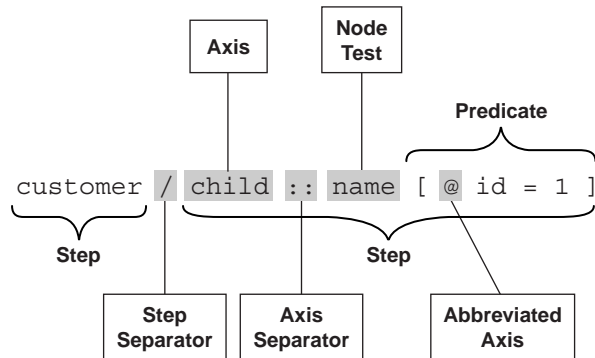 Node
Test
Axis
Predicate
customer / child :: name [ @ id = 1 ]
Step
Step
Step
Separator
Axis
Separator
Abbreviated
Axis